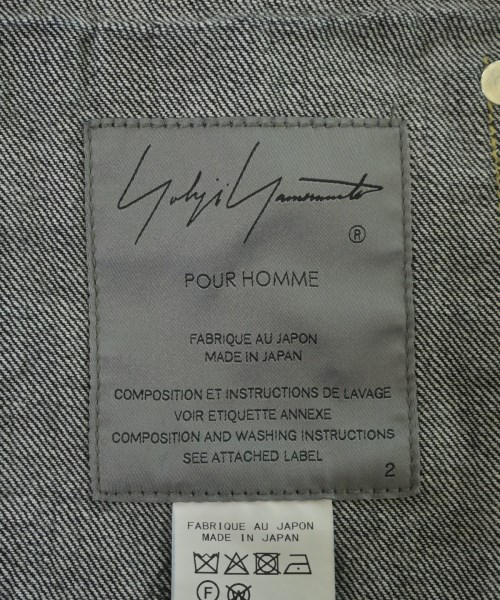 Yohji Yamamoto
®
POUR HOMME
FABRIQUE AU JAPON
MADE IN JAPAN
COMPOSITION ET INSTRUCTIONS DE LAVAGE
VOIR ETIQUETTE ANNEXE
COMPOSITION AND WASHING INSTRUCTIONS
SEE ATTACHED LABEL
2
FABRIQUE AU JAPON
MADE IN JAPAN
F W